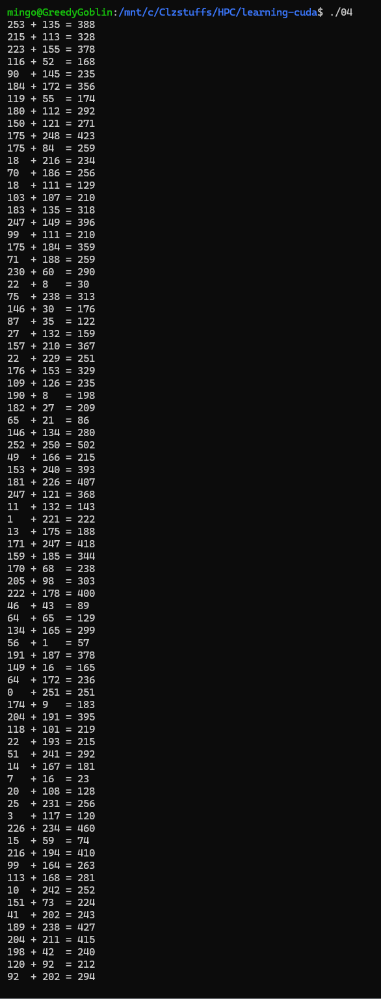 mingo@GreedyGoblin:/mnt/c/Clzstuffs/HPC/learning-cuda$ ./04
253 + 135 = 388
215 + 113 = 328
223 + 155 = 378
116 + 52  = 168
90  + 145 = 235
184 + 172 = 356
119 + 55  = 174
180 + 112 = 292
150 + 121 = 271
175 + 248 = 423
175 + 84  = 259
18  + 216 = 234
70  + 186 = 256
18  + 111 = 129
103 + 107 = 210
183 + 135 = 318
247 + 149 = 396
99  + 111 = 210
175 + 184 = 359
71  + 188 = 259
230 + 60  = 290
22  + 8   = 30
75  + 238 = 313
146 + 30  = 176
87  + 35  = 122
27  + 132 = 159
157 + 210 = 367
22  + 229 = 251
176 + 153 = 329
109 + 126 = 235
190 + 8   = 198
182 + 27  = 209
65  + 21  = 86
146 + 134 = 280
252 + 250 = 502
49  + 166 = 215
153 + 240 = 393
181 + 226 = 407
247 + 121 = 368
11  + 132 = 143
1   + 221 = 222
13  + 175 = 188
171 + 247 = 418
159 + 185 = 344
170 + 68  = 238
205 + 98  = 303
222 + 178 = 400
46  + 43  = 89
64  + 65  = 129
134 + 165 = 299
56  + 1   = 57
191 + 187 = 378
149 + 16  = 165
64  + 172 = 236
0   + 251 = 251
174 + 9   = 183
204 + 191 = 395
118 + 101 = 219
22  + 193 = 215
51  + 241 = 292
14  + 167 = 181
7   + 16  = 23
20  + 108 = 128
25  + 231 = 256
3   + 117 = 120
226 + 234 = 460
15  + 59  = 74
216 + 194 = 410
99  + 164 = 263
113 + 168 = 281
10  + 242 = 252
151 + 73  = 224
41  + 202 = 243
189 + 238 = 427
204 + 211 = 415
198 + 42  = 240
120 + 92  = 212
92  + 202 = 294